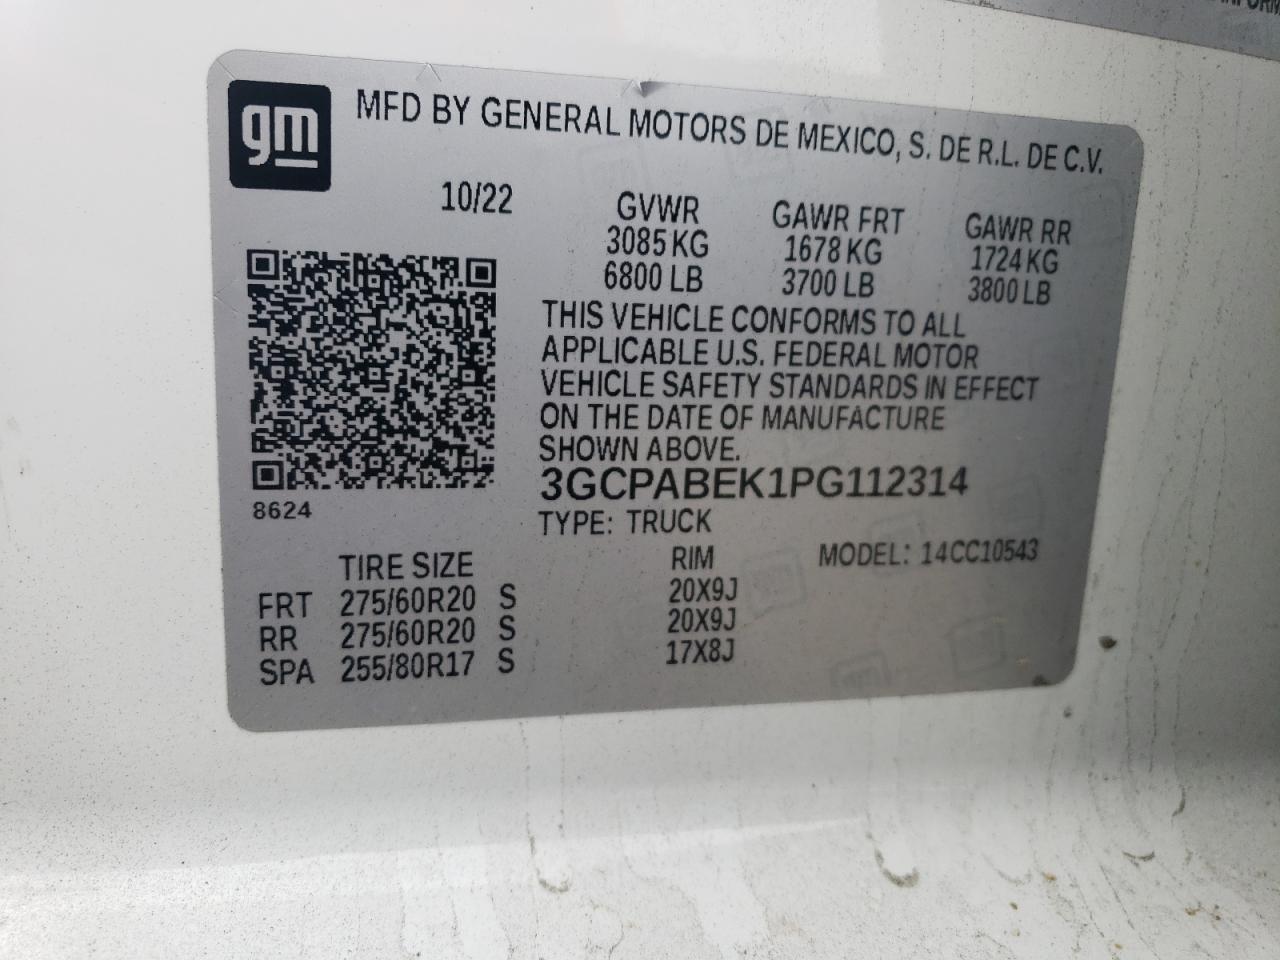 gm
MFD BY GENERAL MOTORS DE MEXICO, S. DE R.L. DE C.V.
10/22
GVWR GAWR FRT GAWR RR
3085 KG 1678 KG 1724 KG
6800 LB 3700 LB 3800 LB
THIS VEHICLE CONFORMS TO ALL
APPLICABLE U.S. FEDERAL MOTOR
VEHICLE SAFETY STANDARDS IN EFFECT
ON THE DATE OF MANUFACTURE
SHOWN ABOVE.
3GCPABEK1PG112314
8624
TYPE: TRUCK
TIRE SIZE RIM MODEL: 14CC10543
FRT 275/60R20 S 20X9J
RR 275/60R20 S 20X9J
SPA 255/80R17 S 17X8J